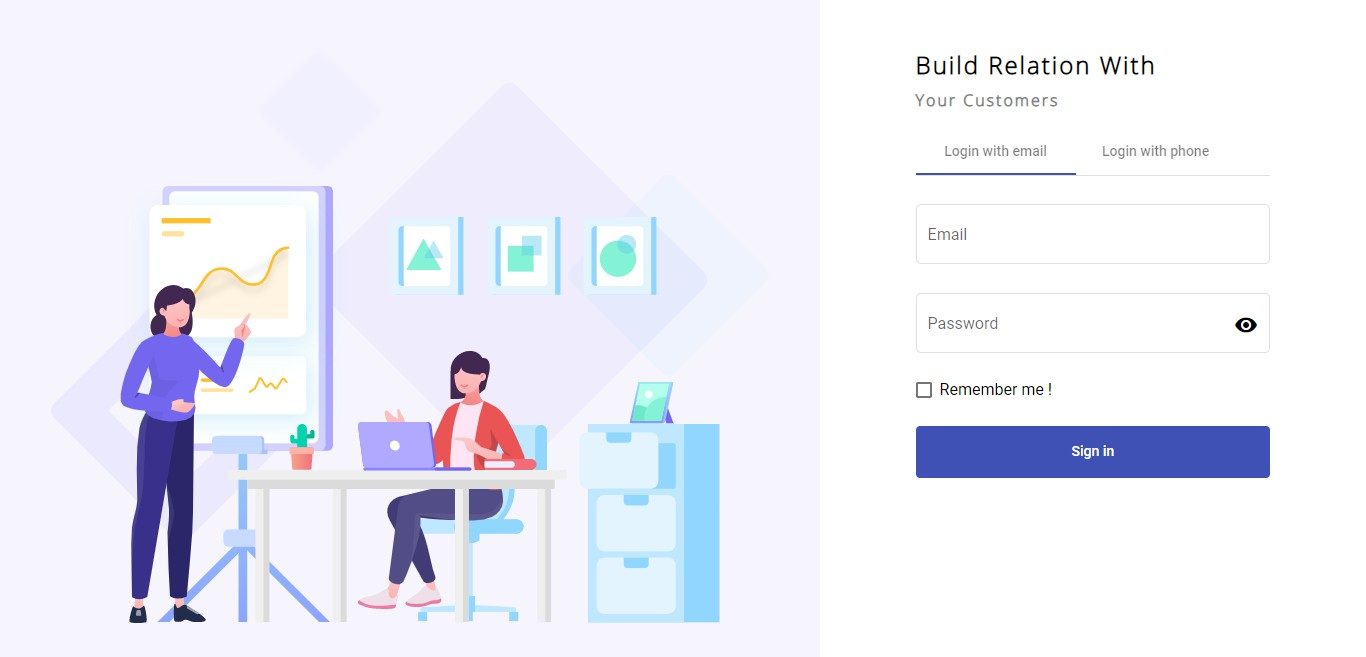 Build Relation With
Your Customers
Login with email
Login with phone
Email
Password
Remember me !
Sign in